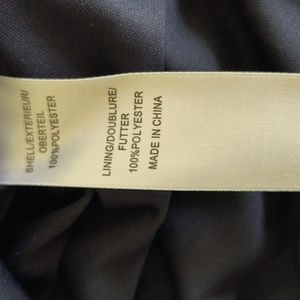 SHELL/EXTERIEUR/
OBERTEIL
100%POLYESTER
LINING/DOUBLURE/
FUTTER
100%POLYESTER
MADE IN CHINA